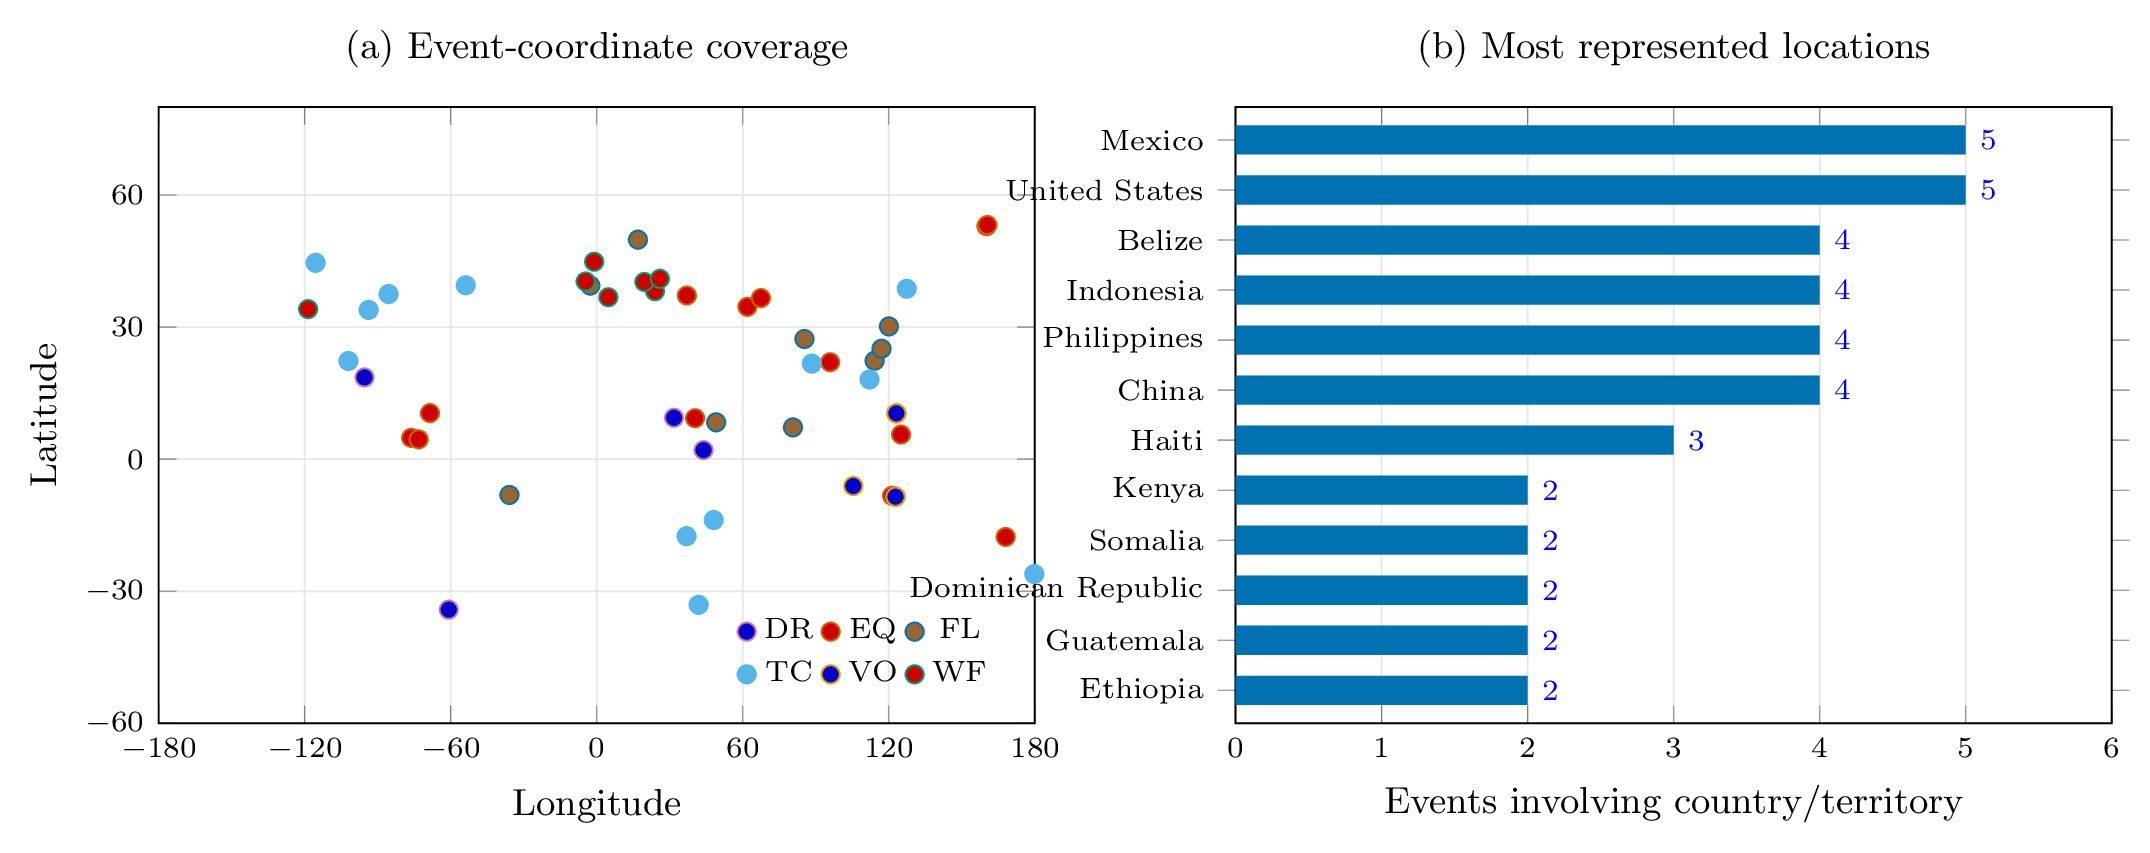 (a) Event-coordinate coverage
Latitude
60
30
0
−30
−60
−180
−120
−60
0
60
120
180
Longitude
DR EQ FL
TC VO WF
(b) Most represented locations
Mexico 5
United States 5
Belize 4
Indonesia 4
Philippines 4
China 4
Haiti 3
Kenya 2
Somalia 2
Dominican Republic 2
Guatemala 2
Ethiopia 2
0
1
2
3
4
5
6
Events involving country/territory